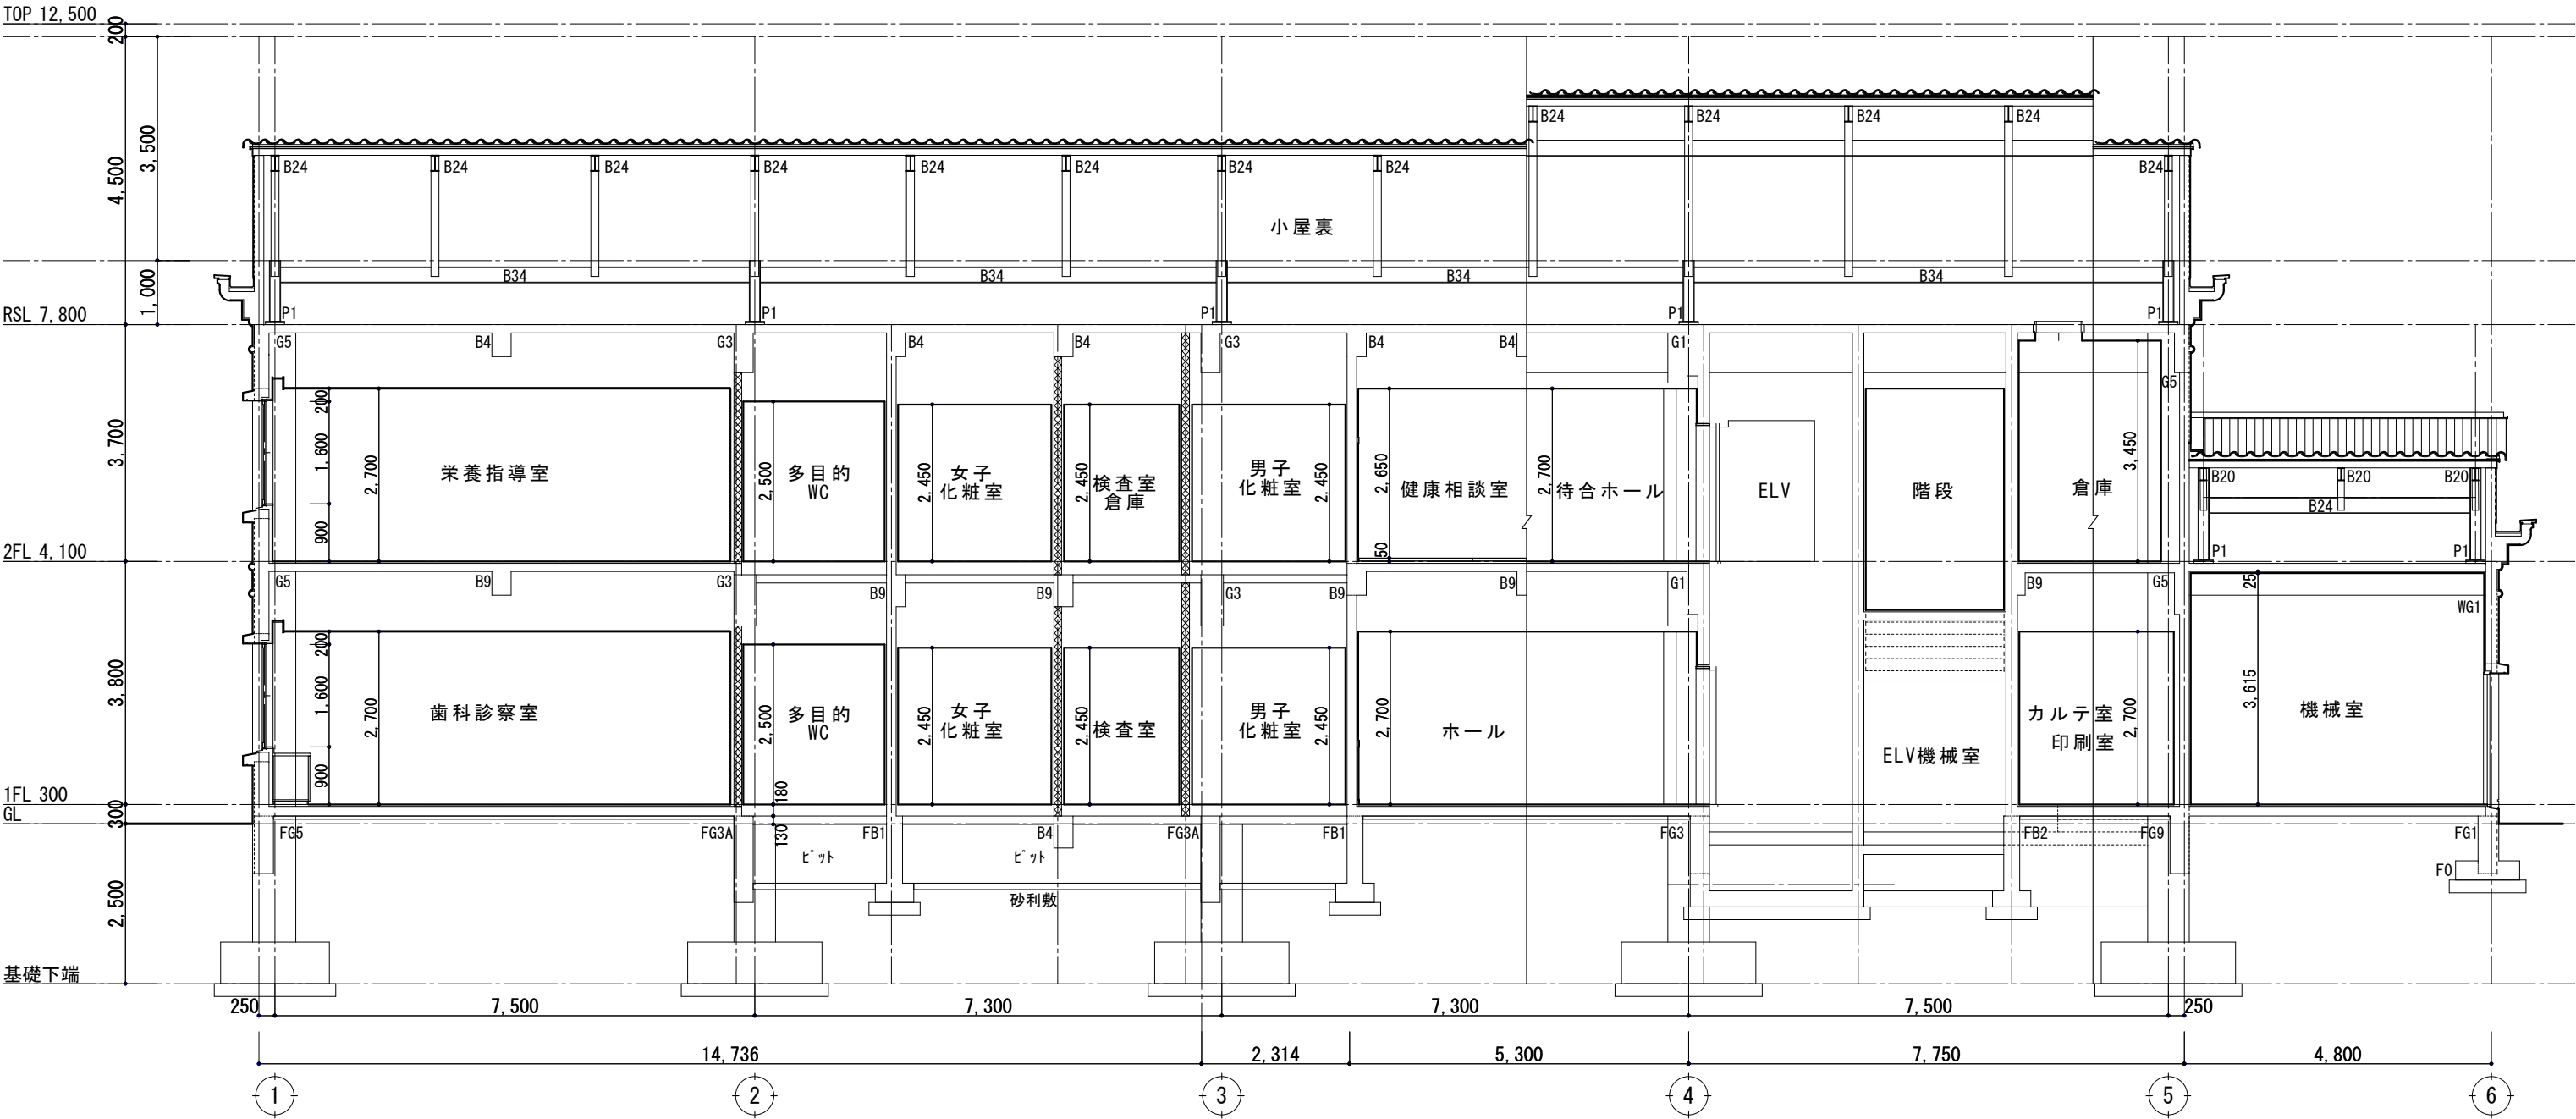 TOP 12,500
200
3,500
4,500
B24
B24
B24
B24
B24 B24 B24 B24 B24 B24 B24 B24 B24
小屋裏
1,000
B34 B34 B34 B34
RSL 7,800
P1 P1 P1 P1 P1
G5 B4 G3 B4 B4 G3 B4 B4 G1
G5
3,700
200
1,600
900
2,700
栄養指導室
2,500
多目的
WC
2,450
女子
化粧室
2,450
検査室
倉庫
男子
化粧室
2,450
2,650
50
健康相談室
2,700
待合ホール
ELV
階段
倉庫
3,450
B20 B20 B20
B24
P1 P1
2FL 4,100
G5 B9 G3 B9 B9 G3 B9 B9 G1 B9 G5
25
WG1
3,800
200
1,600
900
2,700
歯科診察室
2,500
多目的
WC
2,450
女子
化粧室
2,450
検査室
男子
化粧室
2,450
2,700
ホール
ELV機械室
カルテ室
印刷室
2,700
3,615
機械室
180
1FL 300
GL
300
130
FG5 FG3A FB1 B4 FG3A FB1 FG3 FB2 FG9 FG1
ピット
ピット
F0
砂利敷
2,500
基礎下端
250 7,500 7,300 7,300 7,500 250
14,736 2,314 5,300 7,750 4,800
1 2 3 4 5 6